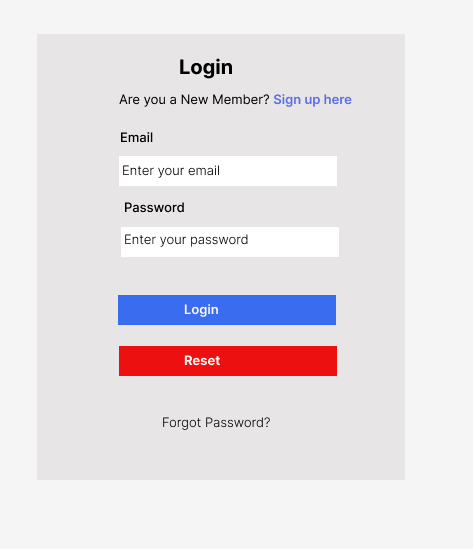 Login
Are you a New Member? Sign up here
Email
Enter your email
Password
Enter your password
Login
Reset
Forgot Password?